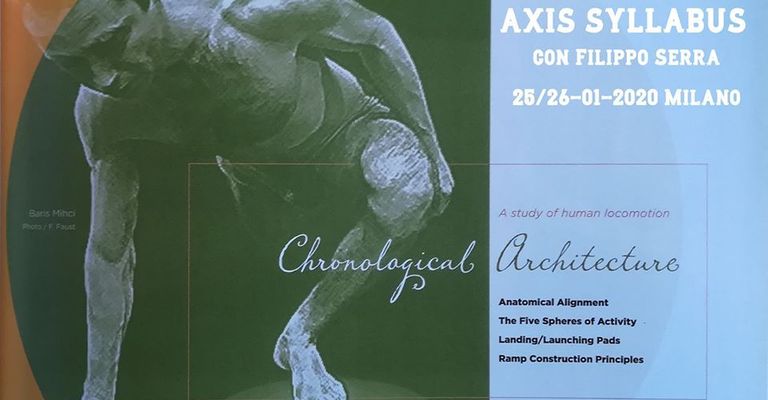 AXIS SYLLABUS
CON FILIPPO SERRA
25/26-01-2020 MILANO
Baris Mihci
Photo / F. Faust
A study of human locomotion
Chronological Architecture
Anatomical Alignment
The Five Spheres of Activity
Landing/Launching Pads
Ramp Construction Principles